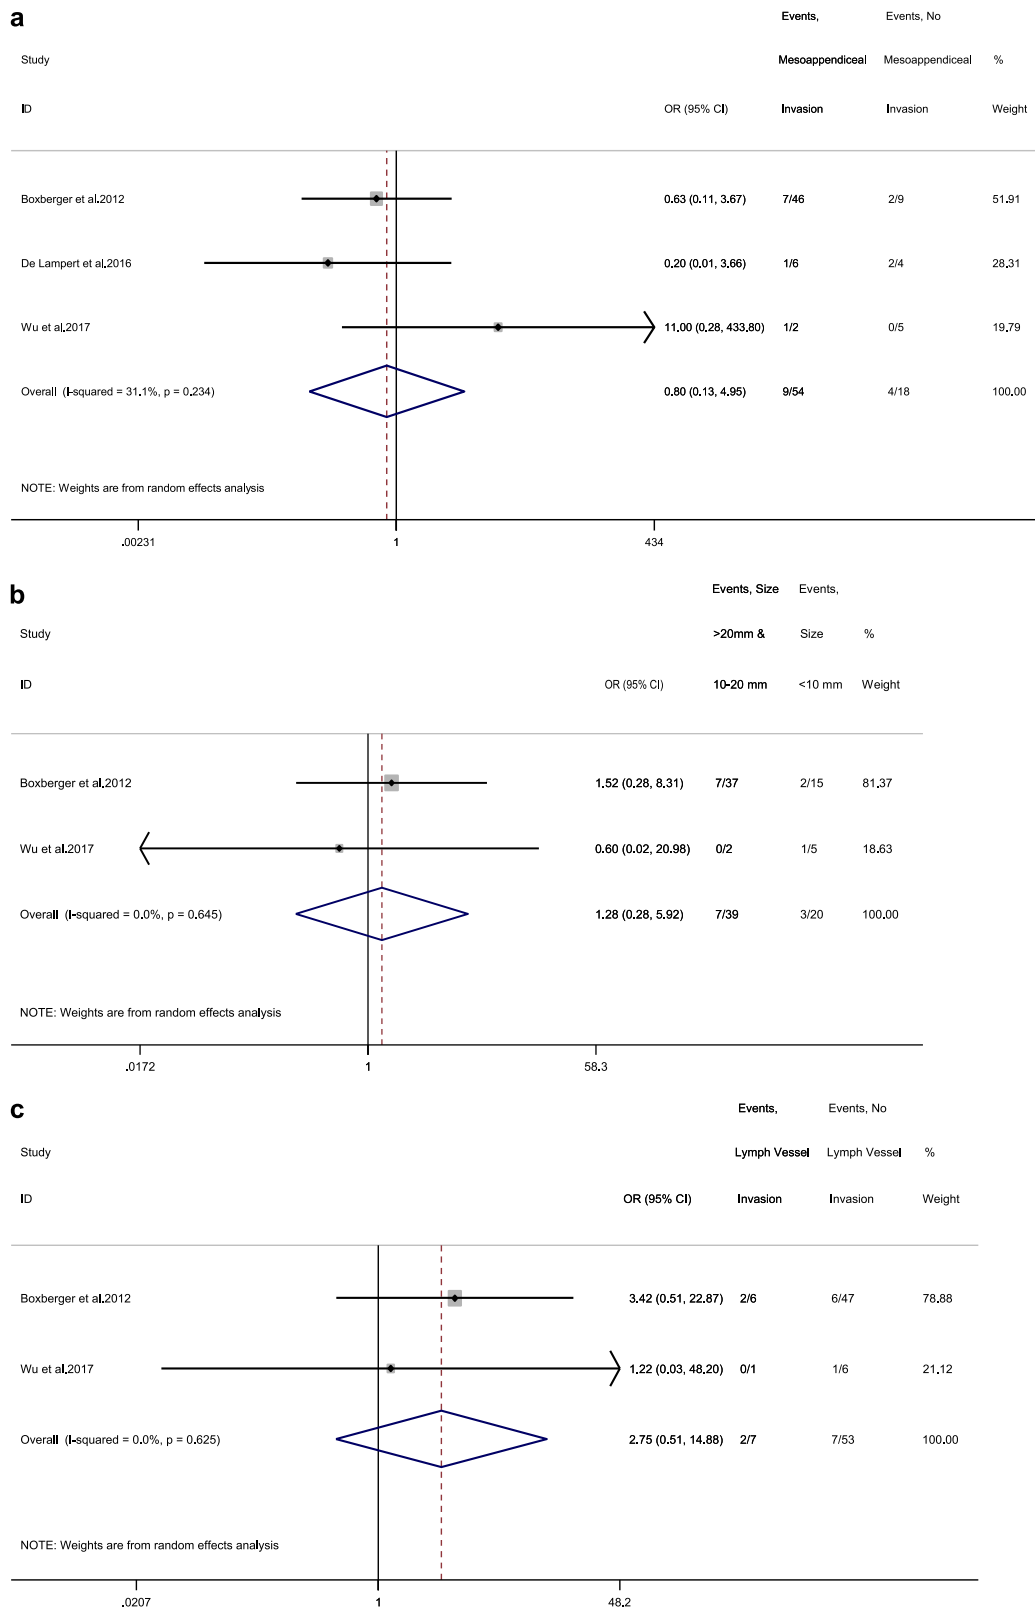 a
Events, Events, No
Study Mesoappendiceal Mesoappendiceal %
ID OR (95% CI) Invasion Invasion Weight
Boxberger et al.2012 0.63 (0.11, 3.67) 7/46 2/9 51.91
De Lampert et al.2016 0.20 (0.01, 3.66) 1/6 2/4 28.31
Wu et al.2017 11.00 (0.28, 433.80) 1/2 0/5 19.79
Overall (I-squared = 31.1%, p = 0.234) 0.80 (0.13, 4.95) 9/54 4/18 100.00
NOTE: Weights are from random effects analysis
.00231 1 434
b
Events, Size Events,
Study >20mm & Size %
ID OR (95% CI) 10-20 mm <10 mm Weight
Boxberger et al.2012 1.52 (0.28, 8.31) 7/37 2/15 81.37
Wu et al.2017 0.60 (0.02, 20.98) 0/2 1/5 18.63
Overall (I-squared = 0.0%, p = 0.645) 1.28 (0.28, 5.92) 7/39 3/20 100.00
NOTE: Weights are from random effects analysis
.0172 1 58.3
c
Events, Events, No
Study Lymph Vessel Lymph Vessel %
ID OR (95% CI) Invasion Invasion Weight
Boxberger et al.2012 3.42 (0.51, 22.87) 2/6 6/47 78.88
Wu et al.2017 1.22 (0.03, 48.20) 0/1 1/6 21.12
Overall (I-squared = 0.0%, p = 0.625) 2.75 (0.51, 14.88) 2/7 7/53 100.00
NOTE: Weights are from random effects analysis
.0207 1 48.2